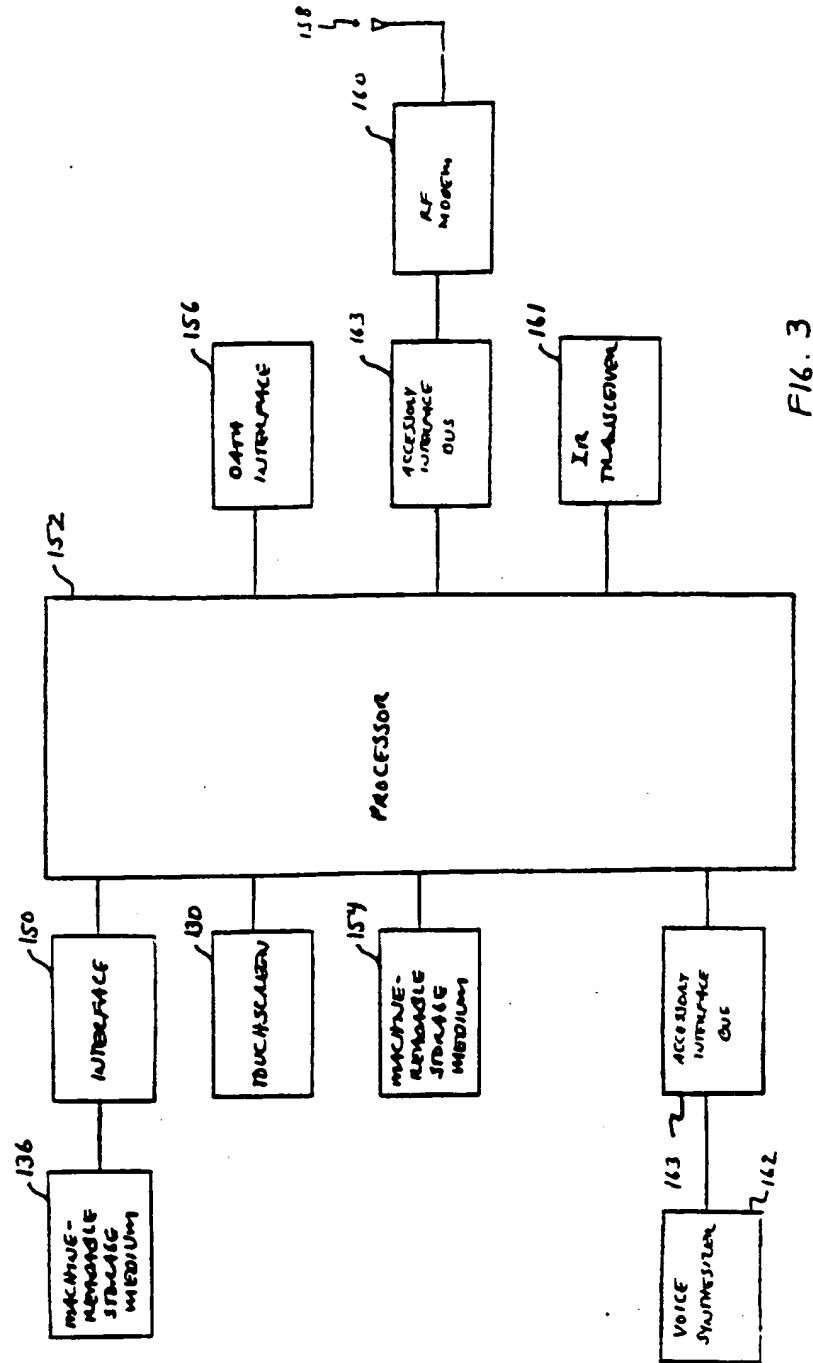 136
MACHINE-
READABLE
STORAGE
MEDIUM
150
INTERFACE
130
TOUCHSCREEN
154
MACHINE-
READABLE
STORAGE
MEDIUM
163
ACCESSORY
INTERFACE
BUS
162
VOICE
SYNTHESIZER
152
PROCESSOR
156
DATA
INTERFACE
163
ACCESSORY
INTERFACE
BUS
160
RF
MODEM
158
161
IR
TRANSCEIVER
FIG. 3